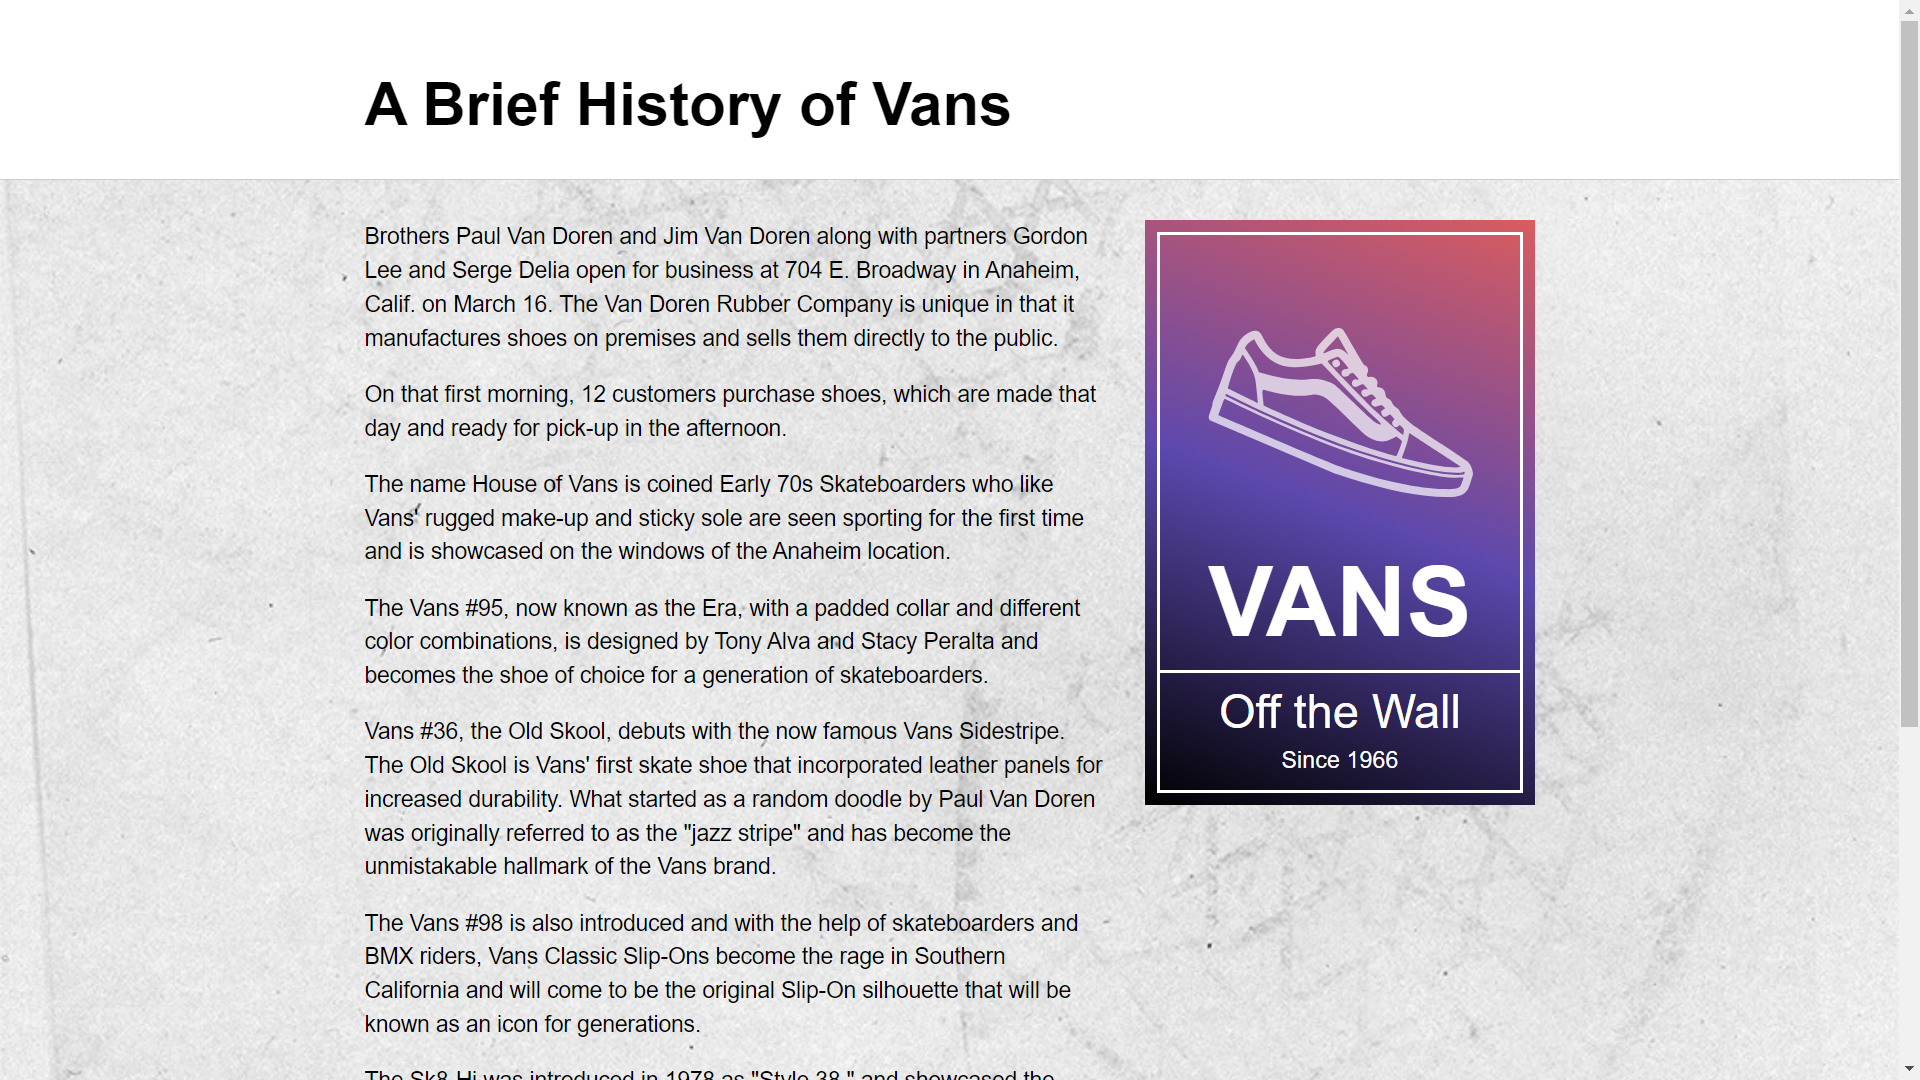 A Brief History of Vans
Brothers Paul Van Doren and Jim Van Doren along with partners Gordon
Lee and Serge Delia open for business at 704 E. Broadway in Anaheim,
Calif. on March 16. The Van Doren Rubber Company is unique in that it
manufactures shoes on premises and sells them directly to the public.
On that first morning, 12 customers purchase shoes, which are made that
day and ready for pick-up in the afternoon.
The name House of Vans is coined Early 70s Skateboarders who like
Vans' rugged make-up and sticky sole are seen sporting for the first time
and is showcased on the windows of the Anaheim location.
The Vans #95, now known as the Era, with a padded collar and different
color combinations, is designed by Tony Alva and Stacy Peralta and
becomes the shoe of choice for a generation of skateboarders.
Vans #36, the Old Skool, debuts with the now famous Vans Sidestripe.
The Old Skool is Vans' first skate shoe that incorporated leather panels for
increased durability. What started as a random doodle by Paul Van Doren
was originally referred to as the "jazz stripe" and has become the
unmistakable hallmark of the Vans brand.
The Vans #98 is also introduced and with the help of skateboarders and
BMX riders, Vans Classic Slip-Ons become the rage in Southern
California and will come to be the original Slip-On silhouette that will be
known as an icon for generations.
The Sk8-Hi was introduced in 1978 as "Style 38," and showcased the
VANS
Off the Wall
Since 1966